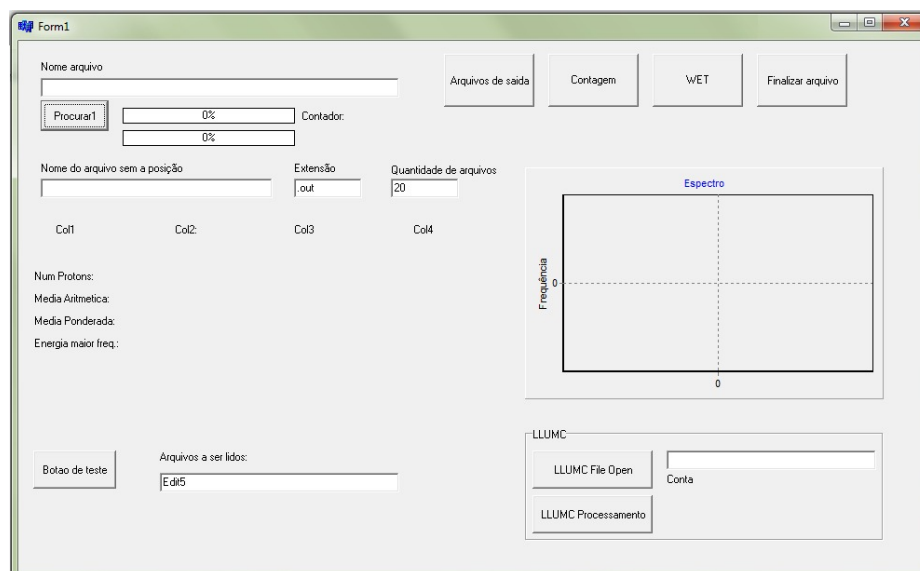 Form1
Nome arquivo
Arquivos de saida
Contagem
WET
Finalizar arquivo
Procurar1
0%
Contador:
0%
Nome do arquivo sem a posição
Extensão
Quantidade de arquivos
.out
20
Espectro
Col1
Col2:
Col3
Col4
Frequência
0
0
Num Protons:
Media Aritmetica:
Media Ponderada:
Energia maior freq.:
LLUMC
Botao de teste
Arquivos a ser lidos:
Edit5
LLUMC File Open
Conta
LLUMC Processamento